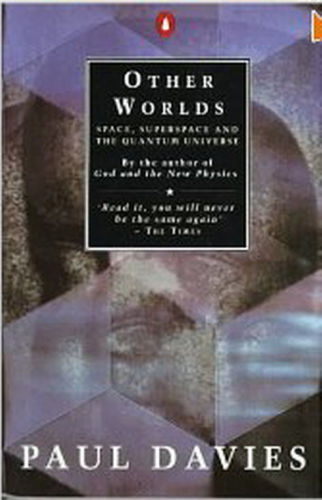 OTHER
WORLDS
SPACE, SUPERSPACE AND
THE QUANTUM UNIVERSE
By the author of
God and the New Physics
'Read it, you will never
be the same again'
– THE TIMES
PAUL DAVIES